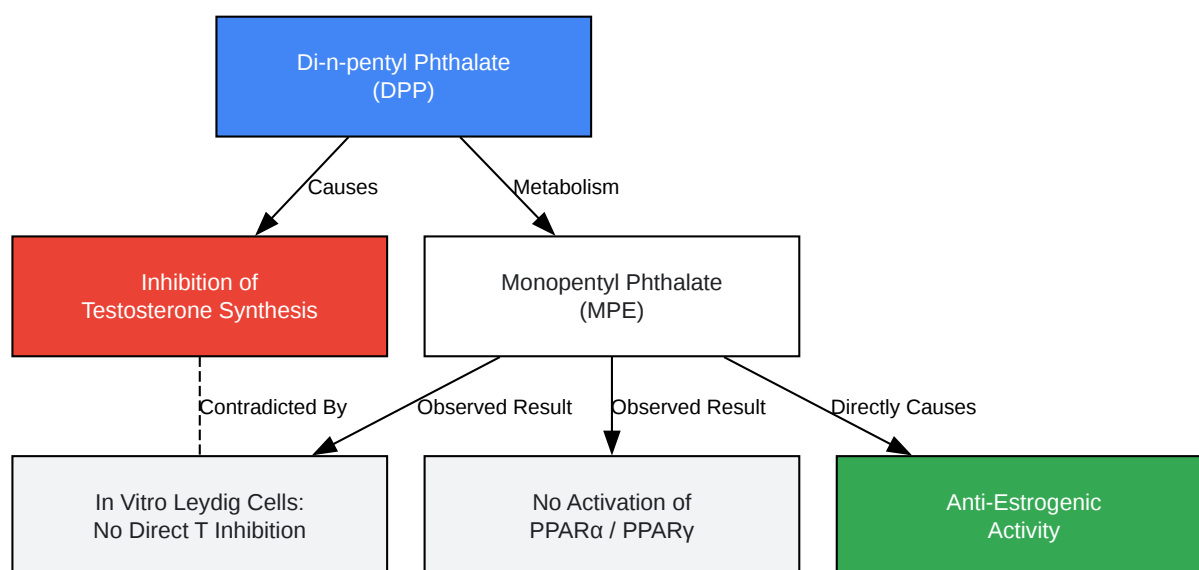 Di-n-pentyl Phthalate
(DPP)
Causes
Metabolism
Inhibition of
Testosterone Synthesis
Monopentyl Phthalate
(MPE)
Contradicted By
Observed Result
Observed Result
Directly Causes
In Vitro Leydig Cells:
No Direct T Inhibition
No Activation of
PPARα / PPARγ
Anti-Estrogenic
Activity